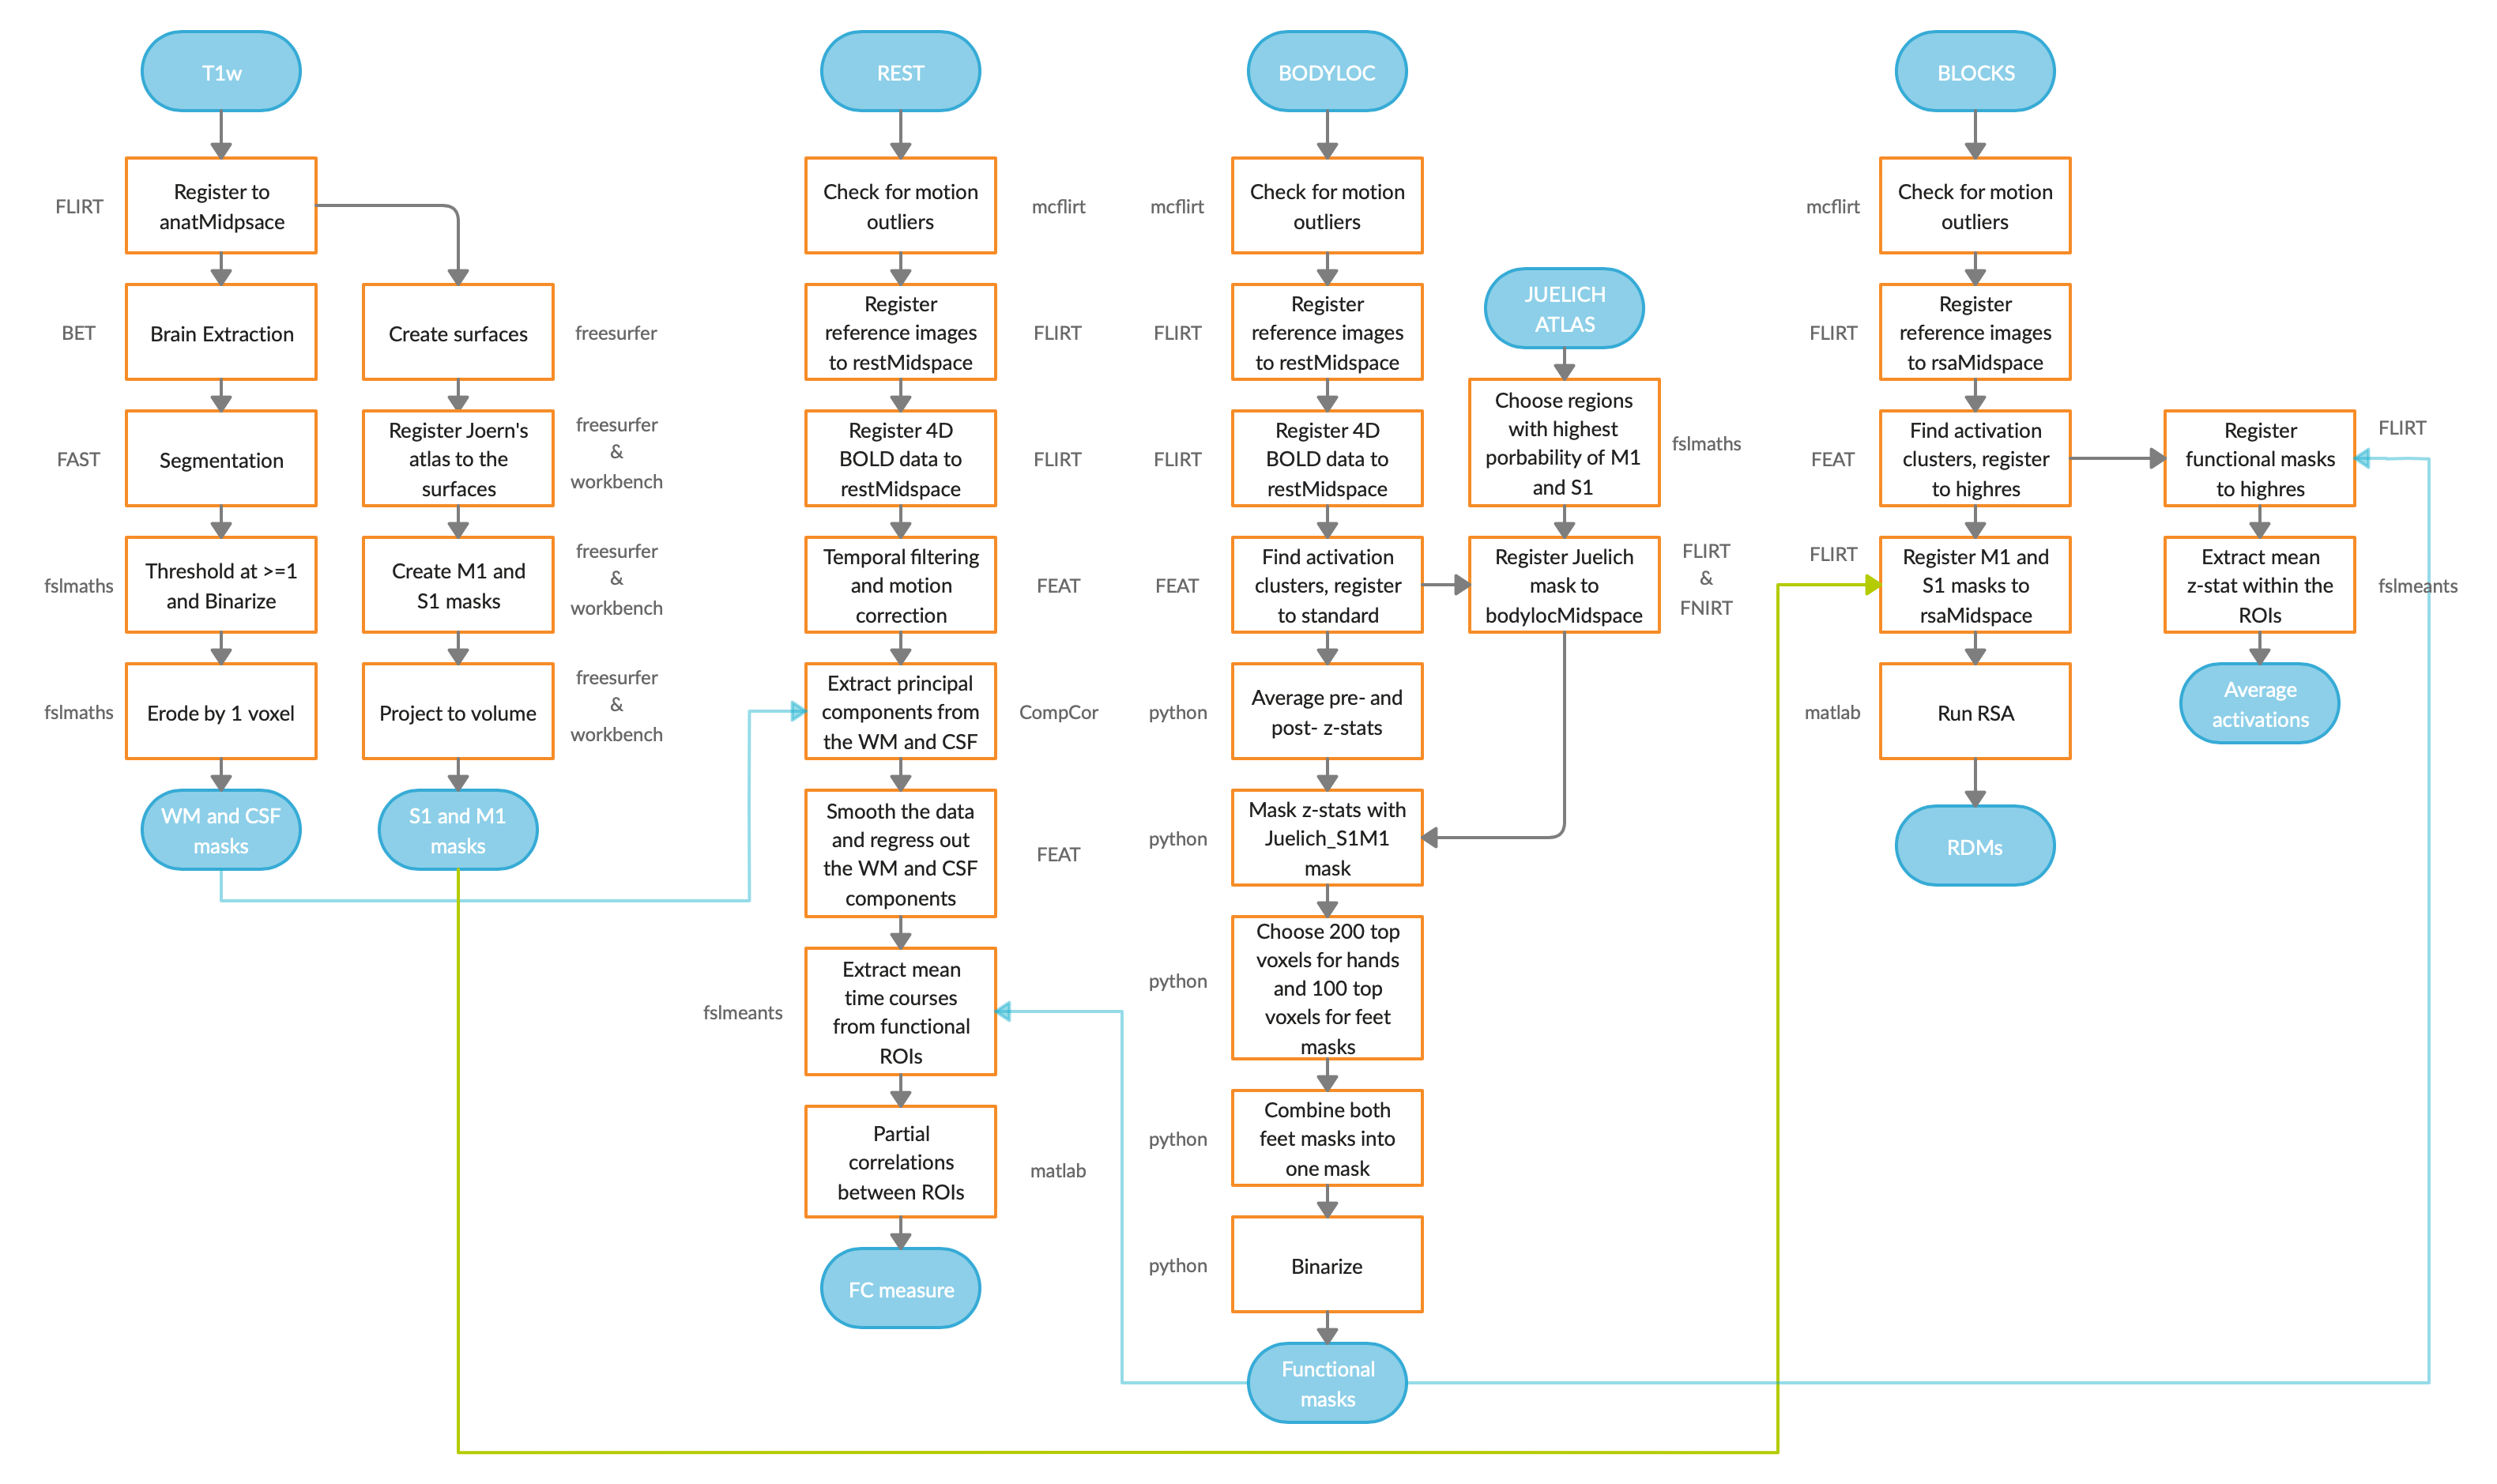 T1w
Register to
anatMidpsace
FLIRT
Brain Extraction
BET
Segmentation
FAST
Threshold at >=1
and Binarize
fslmaths
Erode by 1 voxel
fslmaths
WM and CSF
masks
Create surfaces
freesurfer
Register Joern's
atlas to the
surfaces
freesurfer
&
workbench
Create M1 and
S1 masks
freesurfer
&
workbench
Project to volume
freesurfer
&
workbench
S1 and M1
masks
REST
Check for motion
outliers
mcflirt
Register
reference images
to restMidspace
FLIRT
Register 4D
BOLD data to
restMidspace
FLIRT
Temporal filtering
and motion
correction
FEAT
Extract principal
components from
the WM and CSF
CompCor
Smooth the data
and regress out
the WM and CSF
components
FEAT
Extract mean
time courses
from functional
ROIs
fslmeants
Partial
correlations
between ROIs
matlab
FC measure
BODYLOC
Check for motion
outliers
mcflirt
Register
reference images
to restMidspace
FLIRT
Register 4D
BOLD data to
restMidspace
FLIRT
Find activation
clusters, register
to standard
FEAT
Average pre- and
post- z-stats
python
Mask z-stats with
Juelich_S1M1
mask
python
Choose 200 top
voxels for hands
and 100 top
voxels for feet
masks
python
Combine both
feet masks into
one mask
python
Binarize
python
Functional
masks
JUELICH
ATLAS
Choose regions
with highest
porbability of M1
and S1
fslmaths
Register Juelich
mask to
bodylocMidspace
FLIRT
&
FNIRT
BLOCKS
Check for motion
outliers
mcflirt
Register
reference images
to rsaMidspace
FLIRT
Find activation
clusters, register
to highres
FEAT
Register M1 and
S1 masks to
rsaMidspace
FLIRT
Run RSA
matlab
RDMs
Register
functional masks
to highres
FLIRT
Extract mean
z-stat within the
ROIs
fslmeants
Average
activations